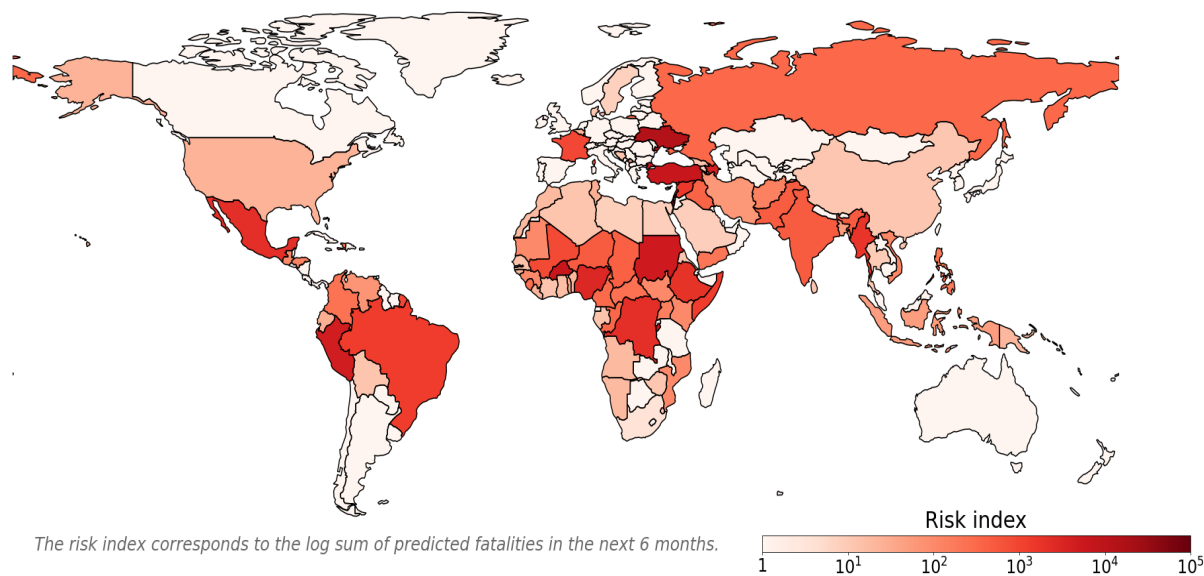 Risk index
The risk index corresponds to the log sum of predicted fatalities in the next 6 months.
1 10¹ 10² 10³ 10⁴ 10⁵